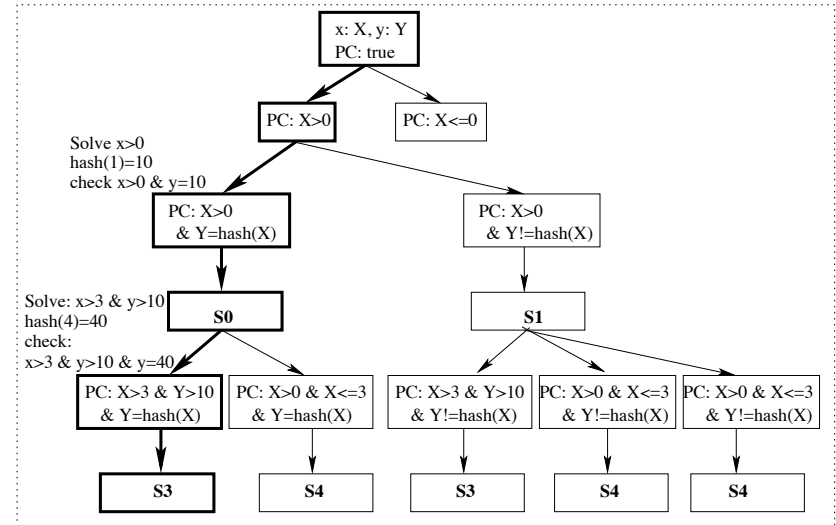 x: X, y: Y
PC: true
PC: X>0
PC: X<=0
Solve x>0
hash(1)=10
check x>0 & y=10
PC: X>0
& Y=hash(X)
PC: X>0
& Y!=hash(X)
Solve: x>3 & y>10
hash(4)=40
check:
x>3 & y>10 & y=40
S0
S1
PC: X>3 & Y>10
& Y=hash(X)
PC: X>0 & X<=3
& Y=hash(X)
PC: X>3 & Y>10
& Y!=hash(X)
PC: X>0 & X<=3
& Y!=hash(X)
PC: X>0 & X<=3
& Y!=hash(X)
S3
S4
S3
S4
S4